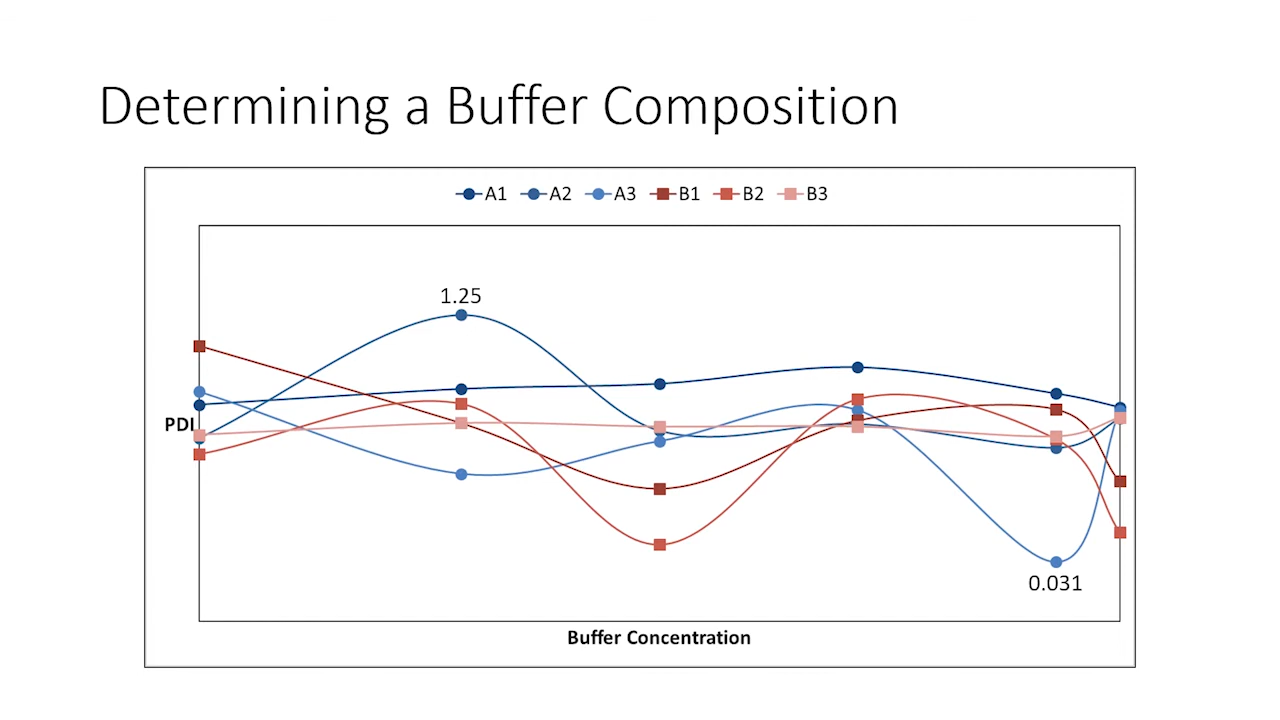 Determining a Buffer Composition
A1 A2 A3 B1 B2 B3
1.25
PDI
0.031
Buffer Concentration